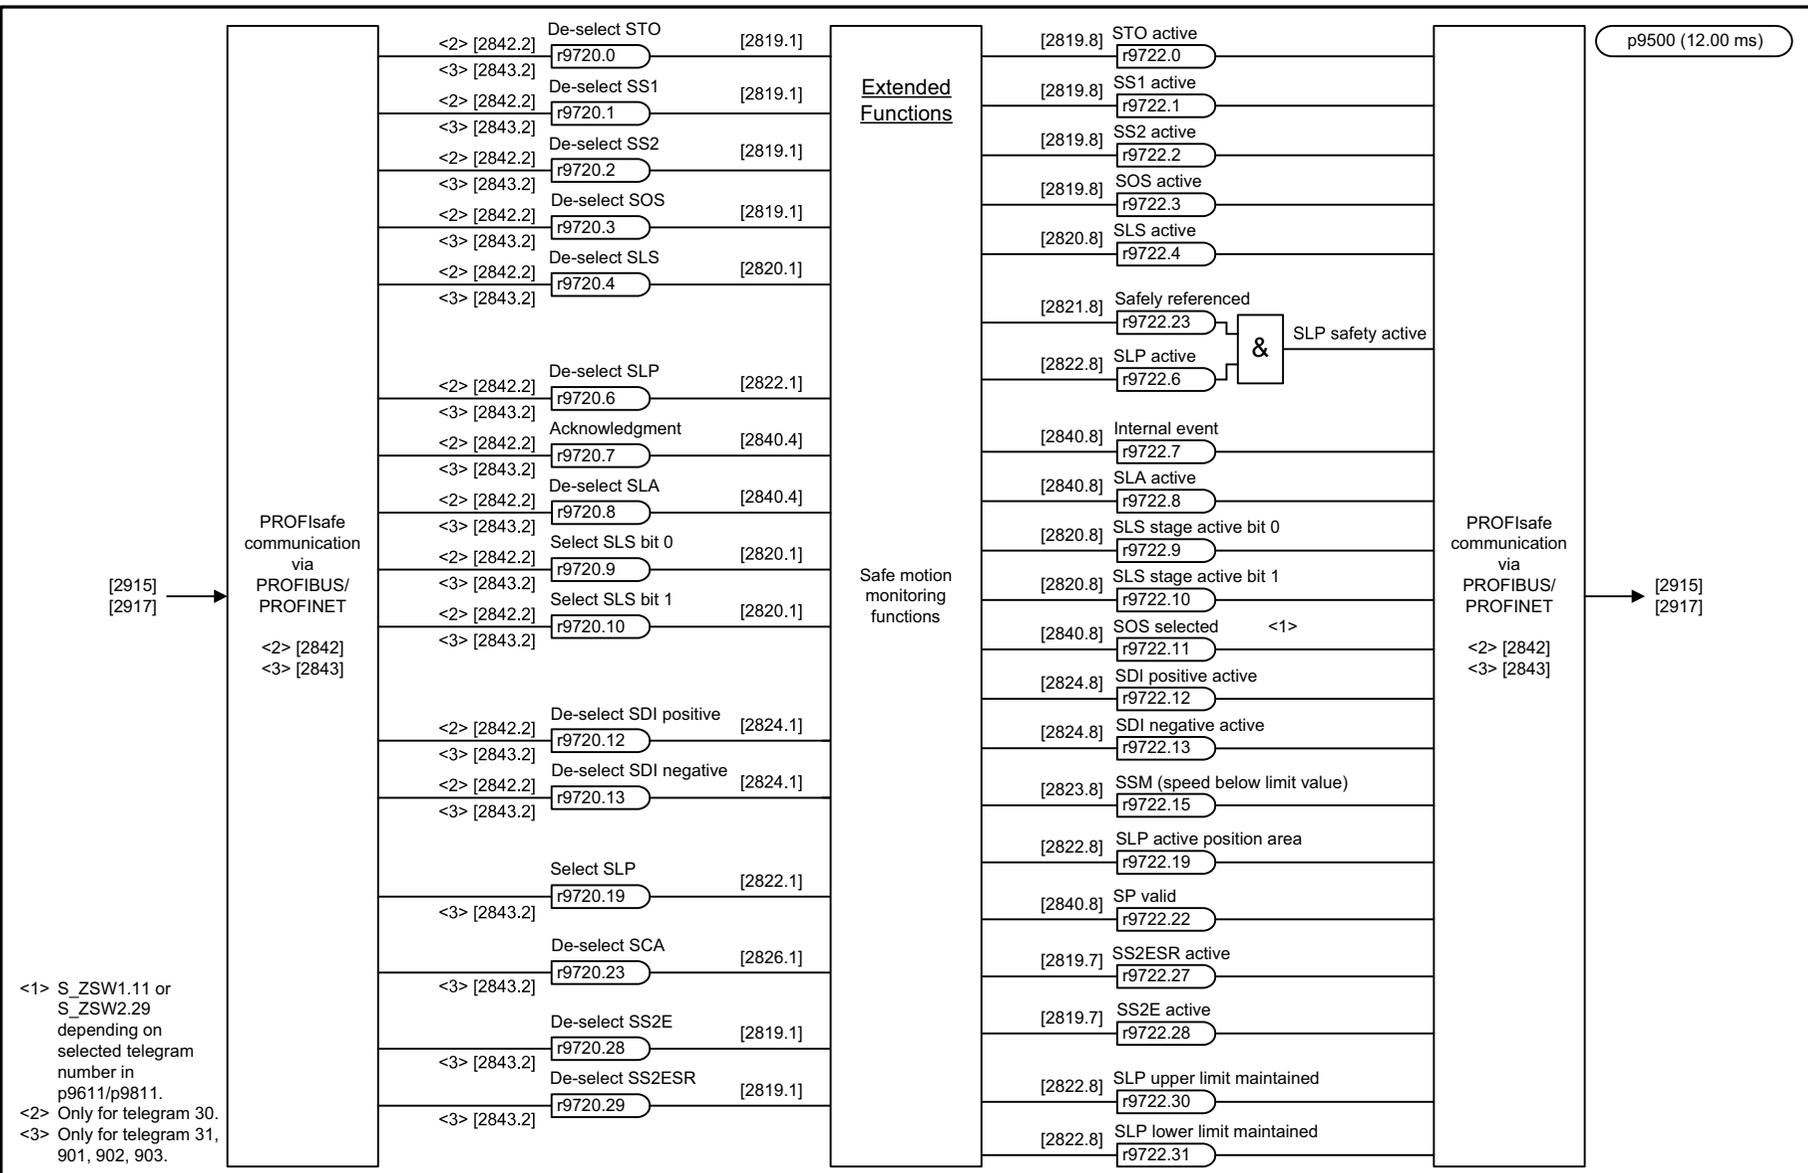 [2915]
[2917]
PROFIsafe
communication
via
PROFIBUS/
PROFINET
<2> [2842]
<3> [2843]
<1> S_ZSW1.11 or
S_ZSW2.29
depending on
selected telegram
number in
p9611/p9811.
<2> Only for telegram 30.
<3> Only for telegram 31,
901, 902, 903.
De-select STO
<2> [2842.2]
r9720.0
[2819.1]
<3> [2843.2]
De-select SS1
<2> [2842.2]
r9720.1
[2819.1]
<3> [2843.2]
De-select SS2
<2> [2842.2]
r9720.2
[2819.1]
<3> [2843.2]
De-select SOS
<2> [2842.2]
r9720.3
[2819.1]
<3> [2843.2]
De-select SLS
<2> [2842.2]
r9720.4
[2820.1]
<3> [2843.2]
De-select SLP
<2> [2842.2]
r9720.6
[2822.1]
<3> [2843.2]
Acknowledgment
<2> [2842.2]
r9720.7
[2840.4]
<3> [2843.2]
De-select SLA
<2> [2842.2]
r9720.8
[2840.4]
<3> [2843.2]
Select SLS bit 0
<2> [2842.2]
r9720.9
[2820.1]
<3> [2843.2]
Select SLS bit 1
<2> [2842.2]
r9720.10
[2820.1]
<3> [2843.2]
De-select SDI positive
<2> [2842.2]
r9720.12
[2824.1]
<3> [2843.2]
De-select SDI negative
<2> [2842.2]
r9720.13
[2824.1]
<3> [2843.2]
Select SLP
r9720.19
[2822.1]
<3> [2843.2]
De-select SCA
r9720.23
[2826.1]
<3> [2843.2]
De-select SS2E
r9720.28
[2819.1]
<3> [2843.2]
De-select SS2ESR
r9720.29
[2819.1]
<3> [2843.2]
Extended
Functions
Safe motion
monitoring
functions
[2819.8]
STO active
r9722.0
[2819.8]
SS1 active
r9722.1
[2819.8]
SS2 active
r9722.2
[2819.8]
SOS active
r9722.3
[2820.8]
SLS active
r9722.4
[2821.8]
Safely referenced
r9722.23
[2822.8]
SLP active
r9722.6
&
SLP safety active
[2840.8]
Internal event
r9722.7
[2840.8]
SLA active
r9722.8
[2820.8]
SLS stage active bit 0
r9722.9
[2820.8]
SLS stage active bit 1
r9722.10
[2840.8]
SOS selected <1>
r9722.11
[2824.8]
SDI positive active
r9722.12
[2824.8]
SDI negative active
r9722.13
[2823.8]
SSM (speed below limit value)
r9722.15
[2822.8]
SLP active position area
r9722.19
[2840.8]
SP valid
r9722.22
[2819.7]
SS2ESR active
r9722.27
[2819.7]
SS2E active
r9722.28
[2822.8]
SLP upper limit maintained
r9722.30
[2822.8]
SLP lower limit maintained
r9722.31
PROFIsafe
communication
via
PROFIBUS/
PROFINET
<2> [2842]
<3> [2843]
p9500 (12.00 ms)
[2915]
[2917]